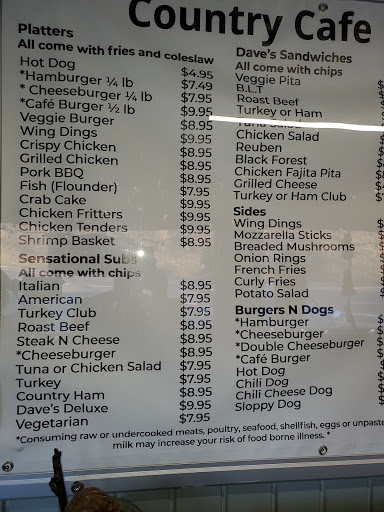 Country Cafe
Platters
All come with fries and coleslaw
Hot Dog $4.95
*Hamburger ¼ lb $7.49
* Cheeseburger ¼ lb $7.95
*Café Burger ½ lb $9.95
Veggie Burger $8.95
Wing Dings $9.95
Crispy Chicken $8.95
Grilled Chicken $8.95
Pork BBQ $8.95
Fish (Flounder) $7.95
Crab Cake $9.95
Chicken Fritters $9.95
Chicken Tenders $9.95
Shrimp Basket $8.95
Sensational Subs
All come with chips
Italian $8.95
American $7.95
Turkey Club $8.95
Roast Beef $8.95
Steak N Cheese $8.95
*Cheeseburger $8.95
Tuna or Chicken Salad $7.95
Turkey $7.95
Country Ham $8.95
Dave's Deluxe $9.95
Vegetarian $7.95
Dave's Sandwiches
All come with chips
Veggie Pita
B.L.T
Roast Beef
Turkey or Ham
Tuna Salad
Chicken Salad
Reuben
Black Forest
Chicken Fajita Pita
Grilled Cheese
Turkey or Ham Club
Sides
Wing Dings
Mozzarella Sticks
Breaded Mushrooms
Onion Rings
French Fries
Curly Fries
Potato Salad
Burgers N Dogs
*Hamburger
*Cheeseburger
*Double Cheeseburger
*Café Burger
Hot Dog
Chili Dog
Chili Cheese Dog
Sloppy Dog
*Consuming raw or undercooked meats, poultry, seafood, shellfish, eggs or unpaste
milk may increase your risk of food borne illness. *